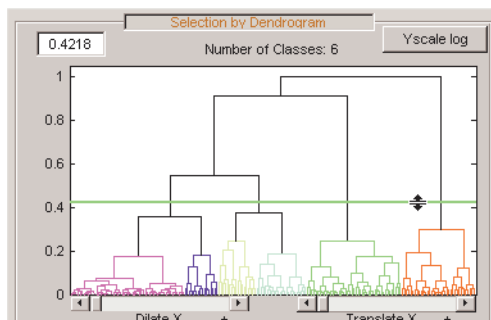 Selection by Dendrogram
0.4218
Number of Classes: 6
Yscale log
1
0.8
0.6
0.4
0.2
0
Dilate X +
Translate X +